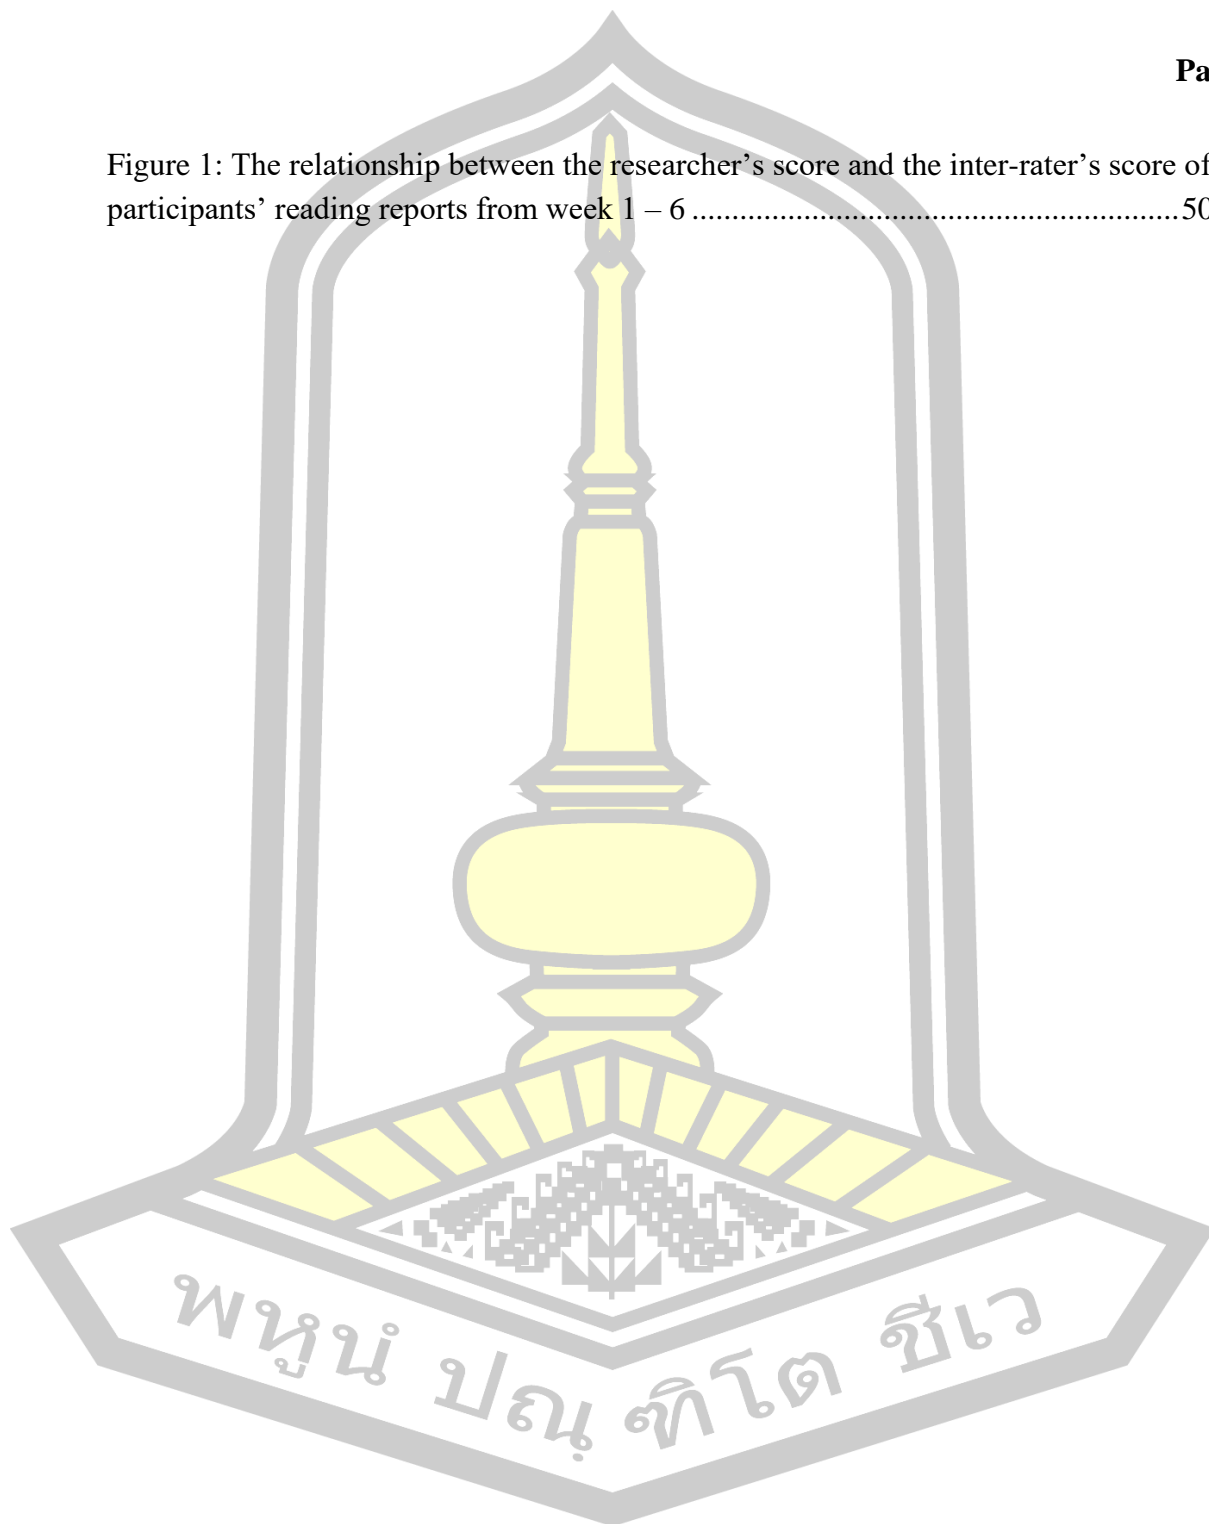 Pa
Figure 1: The relationship between the researcher’s score and the inter-rater’s score of
participants’ reading reports from week 1 – 6 .............................................................50
พหูนํ ปณฺ ฑิโต ชีเว